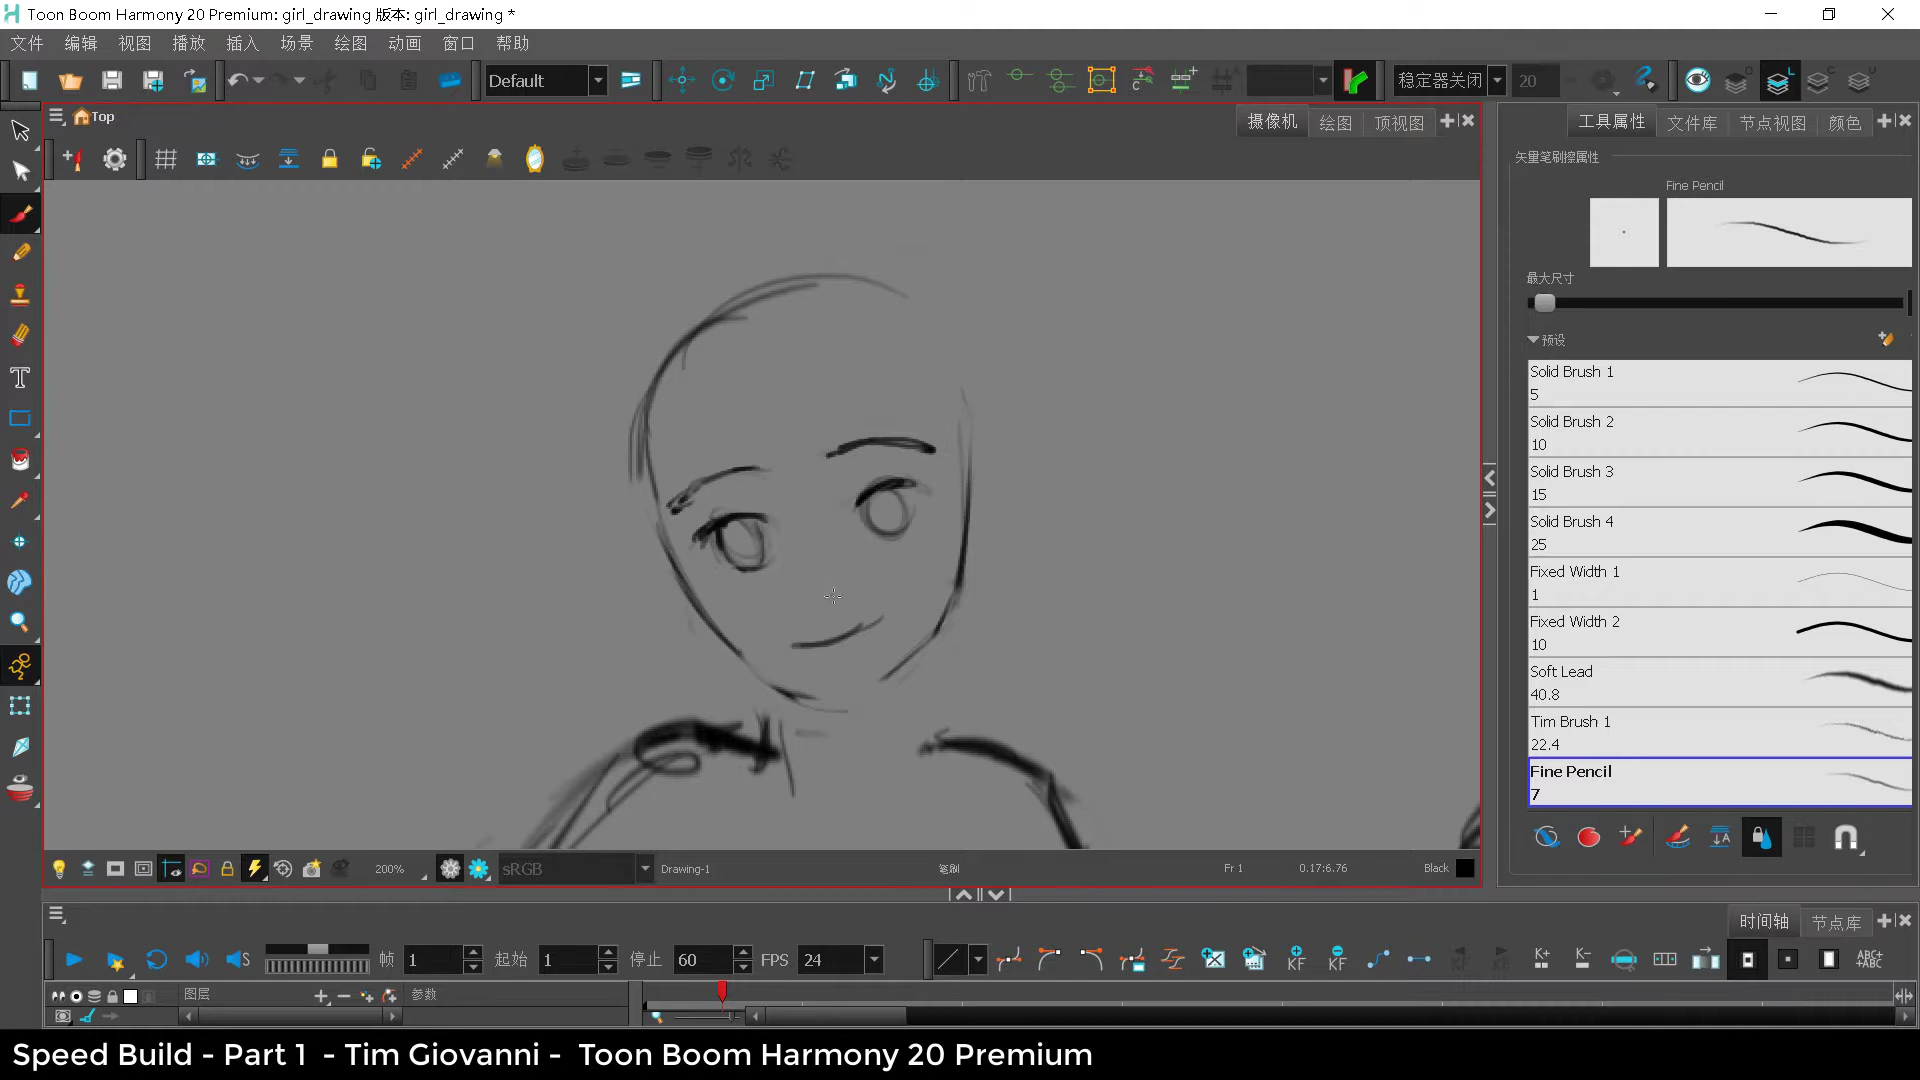 Toon Boom Harmony 20 Premium: girl_drawing 版本: girl_drawing *
文件 编辑 视图 播放 插入 场景 绘图 动画 窗口 帮助
Default
稳定器关闭
20
Top
摄像机 绘图 顶视图
工具属性 文件库 节点视图 颜色
矢量笔刷擦属性
Fine Pencil
最大尺寸
预设
Solid Brush 1
5
Solid Brush 2
10
Solid Brush 3
15
Solid Brush 4
25
Fixed Width 1
1
Fixed Width 2
10
Soft Lead
40.8
Tim Brush 1
22.4
Fine Pencil
7
200%
sRGB
Drawing-1
笔刷
Fr 1
0.17:6.76
Black
时间轴 节点库
帧 1 起始 1 停止 60 FPS 24
KF KF KF KF K+ K- ABC+ +ABC
图层
参数
Speed Build - Part 1 - Tim Giovanni - Toon Boom Harmony 20 Premium